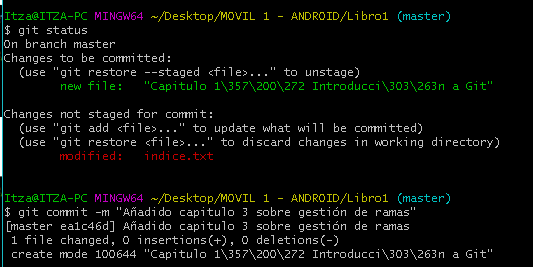 Itza@ITZA-PC MINGW64 ~/Desktop/MOVIL 1 - ANDROID/Libro1 (master)
$ git status
On branch master
Changes to be committed:
  (use "git restore --staged <file>..." to unstage)
        new file:   "Capitulo 1\357\200\272 Introducci\303\263n a Git"

Changes not staged for commit:
  (use "git add <file>..." to update what will be committed)
  (use "git restore <file>..." to discard changes in working directory)
        modified:   indice.txt

Itza@ITZA-PC MINGW64 ~/Desktop/MOVIL 1 - ANDROID/Libro1 (master)
$ git commit -m "Añadido capitulo 3 sobre gestión de ramas"
[master ea1c46d] Añadido capitulo 3 sobre gestión de ramas
 1 file changed, 0 insertions(+), 0 deletions(-)
 create mode 100644 "Capitulo 1\357\200\272 Introducci\303\263n a Git"